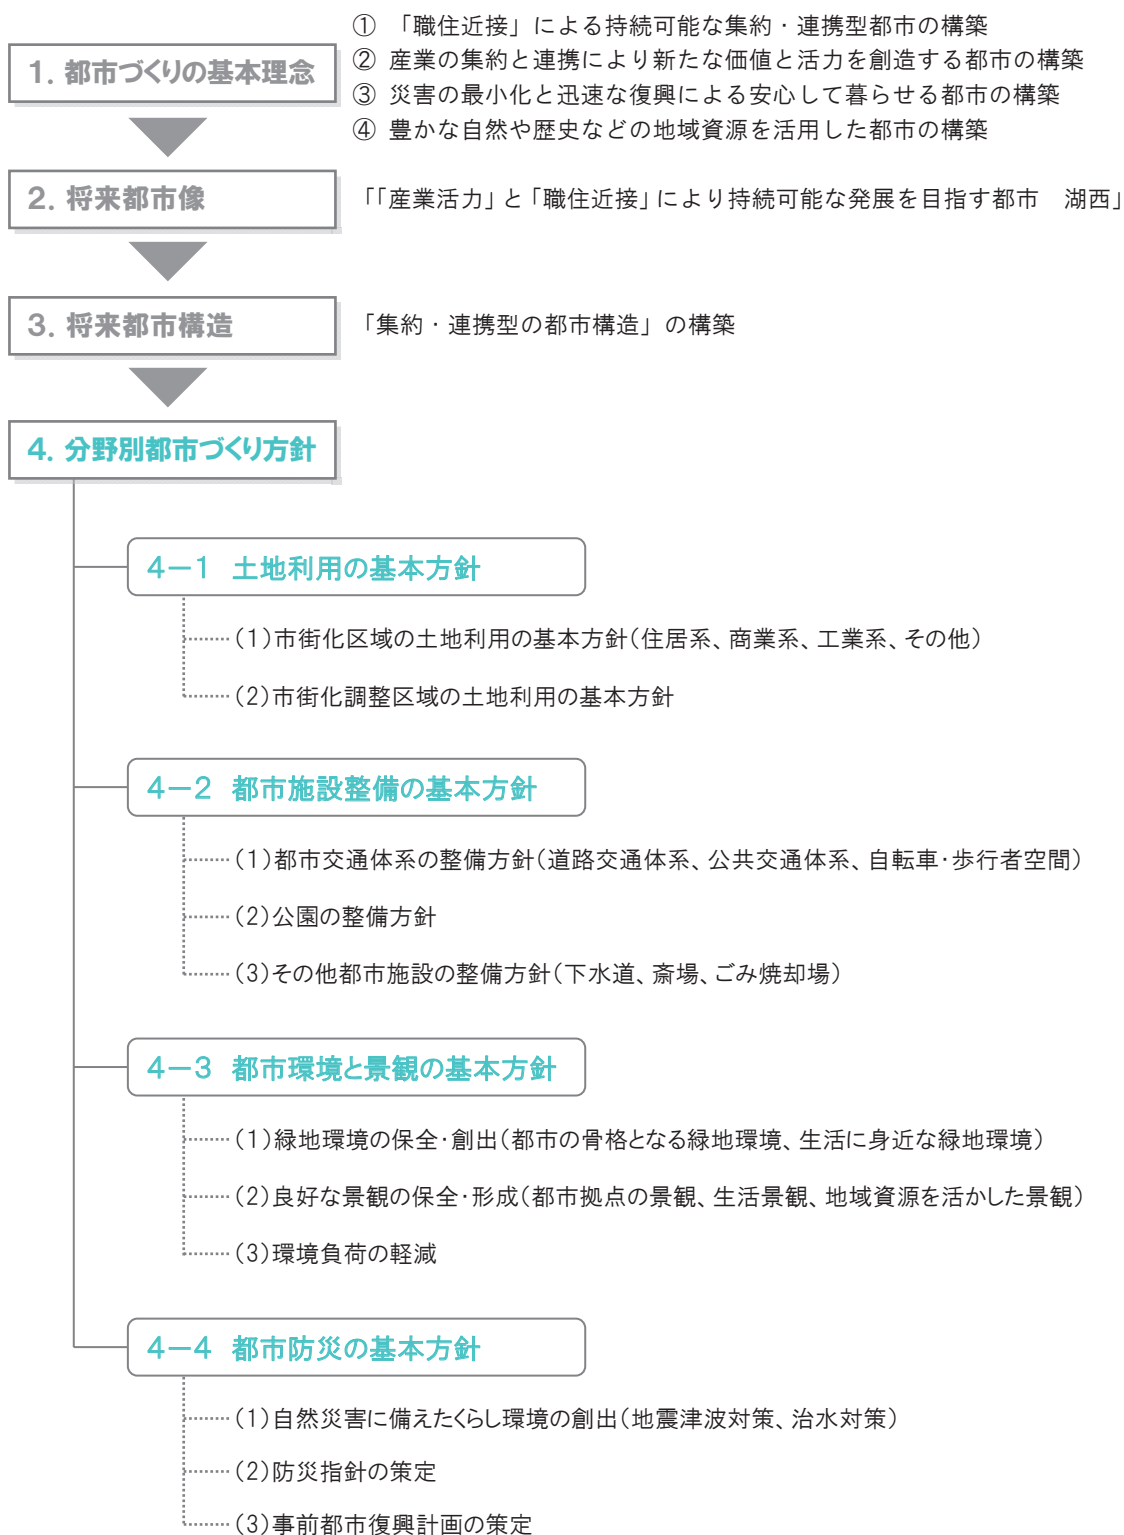 ① 「職住近接」による持続可能な集約・連携型都市の構築
1. 都市づくりの基本理念
② 産業の集約と連携により新たな価値と活力を創造する都市の構築
③ 災害の最小化と迅速な復興による安心して暮らせる都市の構築
④ 豊かな自然や歴史などの地域資源を活用した都市の構築
2. 将来都市像
「「産業活力」と「職住近接」により持続可能な発展を目指す都市　湖西」
3. 将来都市構造
「集約・連携型の都市構造」の構築
4. 分野別都市づくり方針
4－1 土地利用の基本方針
(1)市街化区域の土地利用の基本方針(住居系、商業系、工業系、その他)
(2)市街化調整区域の土地利用の基本方針
4－2 都市施設整備の基本方針
(1)都市交通体系の整備方針(道路交通体系、公共交通体系、自転車・歩行者空間)
(2)公園の整備方針
(3)その他都市施設の整備方針(下水道、斎場、ごみ焼却場)
4－3 都市環境と景観の基本方針
(1)緑地環境の保全・創出(都市の骨格となる緑地環境、生活に身近な緑地環境)
(2)良好な景観の保全・形成(都市拠点の景観、生活景観、地域資源を活かした景観)
(3)環境負荷の軽減
4－4 都市防災の基本方針
(1)自然災害に備えたくらし環境の創出(地震津波対策、治水対策)
(2)防災指針の策定
(3)事前都市復興計画の策定